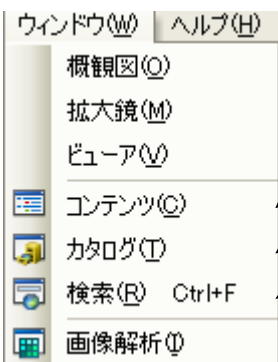 ウィンドウ(W) ヘルプ(H)
概観図(O)
拡大鏡(M)
ビューア(V)
コンテンツ(C)
カタログ(T)
検索(R) Ctrl+F
画像解析(I)